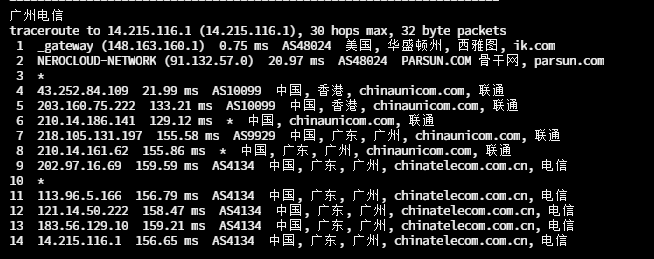 广州电信
traceroute to 14.215.116.1 (14.215.116.1), 30 hops max, 32 byte packets
1 _gateway (148.163.160.1) 0.75 ms AS48024 美国, 华盛顿州, 西雅图, ik.com
2 NEROCLOUD-NETWORK (91.132.57.0) 20.97 ms AS48024 PARSUN.COM 骨干网, parsun.com
3 *
4 43.252.84.109 21.99 ms AS10099 中国, 香港, chinaunicom.com, 联通
5 203.160.75.222 133.21 ms AS10099 中国, 香港, chinaunicom.com, 联通
6 210.14.186.141 129.12 ms * 中国, chinaunicom.com, 联通
7 218.105.131.197 155.58 ms AS9929 中国, 广东, 广州, chinaunicom.com, 联通
8 210.14.161.62 155.86 ms * 中国, 广东, 广州, chinaunicom.com, 联通
9 202.97.16.69 159.59 ms AS4134 中国, 广东, 广州, chinatelecom.com.cn, 电信
10 *
11 113.96.5.166 156.79 ms AS4134 中国, 广东, 广州, chinatelecom.com.cn, 电信
12 121.14.50.222 158.47 ms AS4134 中国, 广东, 广州, chinatelecom.com.cn, 电信
13 183.56.129.10 159.21 ms AS4134 中国, 广东, 广州, chinatelecom.com.cn, 电信
14 14.215.116.1 156.65 ms AS4134 中国, 广东, 广州, chinatelecom.com.cn, 电信